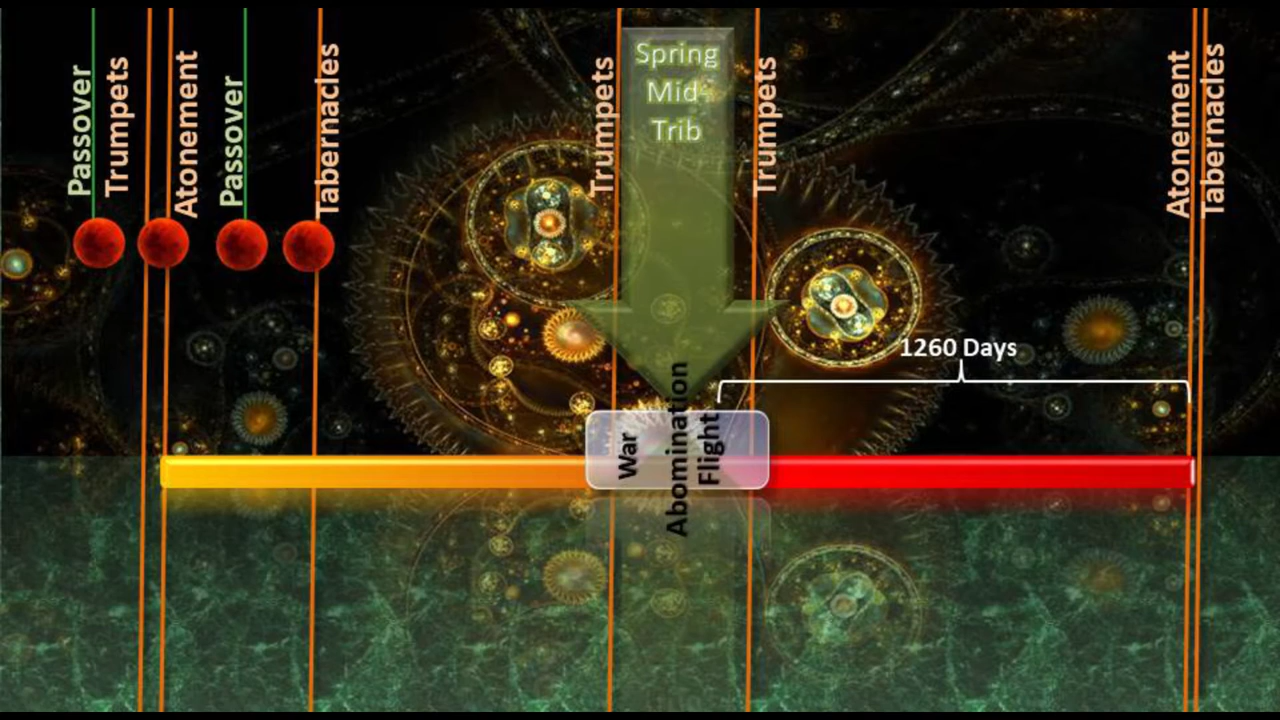 Passover
Trumpets
Atonement
Passover
Tabernacles
Trumpets
Spring
Mid-
Trib
Trumpets
Atonement
Tabernacles
1260 Days
War
Abomination
Flight